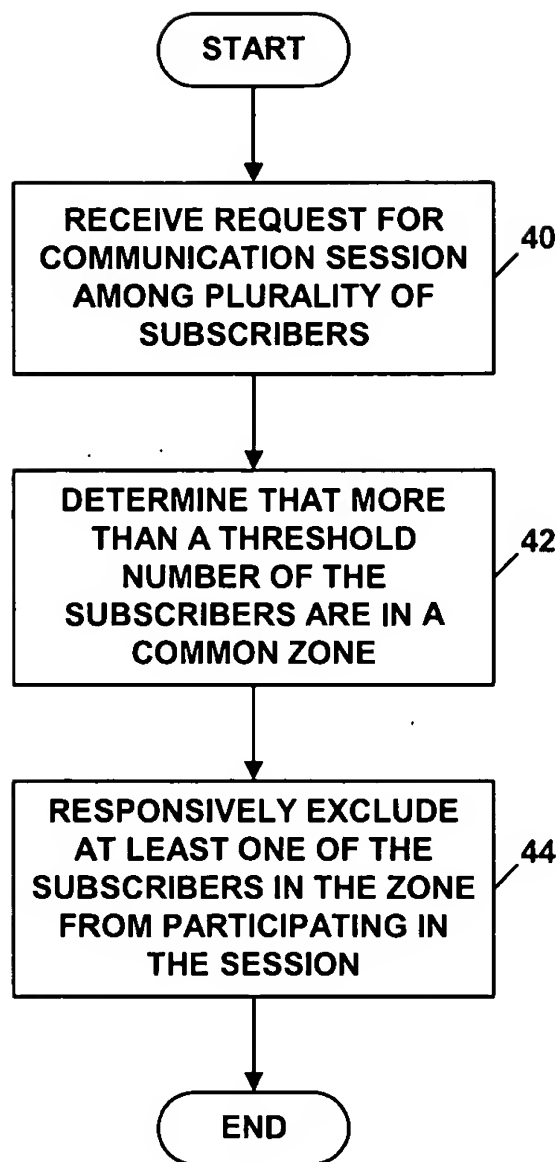 START
RECEIVE REQUEST FOR
COMMUNICATION SESSION
AMONG PLURALITY OF
SUBSCRIBERS
40
DETERMINE THAT MORE
THAN A THRESHOLD
NUMBER OF THE
SUBSCRIBERS ARE IN A
COMMON ZONE
42
RESPONSIVELY EXCLUDE
AT LEAST ONE OF THE
SUBSCRIBERS IN THE ZONE
FROM PARTICIPATING IN
THE SESSION
44
END